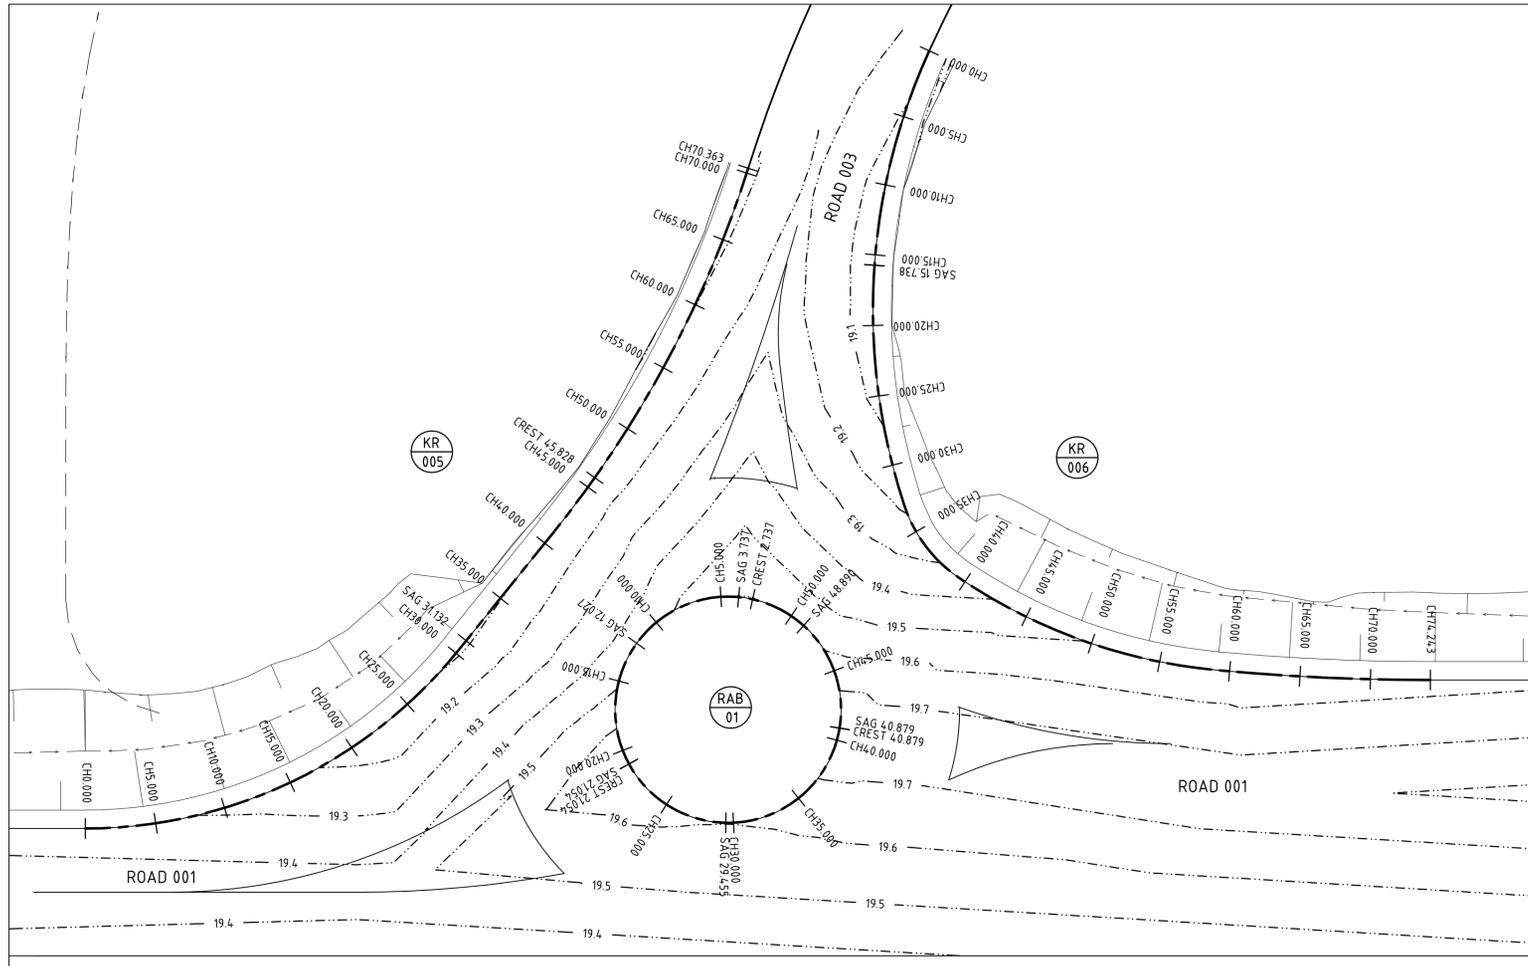 CH0.000
CH5.000
CH10.000
CH15.000
SAG 15.738
CH20.000
CH25.000
CH30.000
CH35.000
CH40.000
CH45.000
CH50.000
CH55.000
CH60.000
CH65.000
CH70.000
CH74.243
ROAD 003
CH70.363
CH70.000
CH65.000
CH60.000
CH55.000
CH50.000
CREST 45.828
CH45.000
CH40.000
CH35.000
SAG 31.132
CH30.000
CH25.000
CH20.000
CH15.000
CH10.000
CH5.000
CH0.000
KR
005
KR
006
19.1
19.2
19.3
19.4
19.5
19.6
19.7
CH5.000
SAG 3.737
CREST 2.737
CH50.000
SAG 48.890
CH45.000
SAG 40.879
CREST 40.879
CH40.000
CH35.000
CH30.000
SAG 29.455
CH25.000
CREST 21.054
SAG 21.054
CH20.000
CH15.000
SAG 12.027
CH10.000
RAB
01
19.2
19.3
19.4
19.5
19.3
19.6
19.7
19.6
19.4
19.5
19.5
19.4
19.4
ROAD 001
ROAD 001